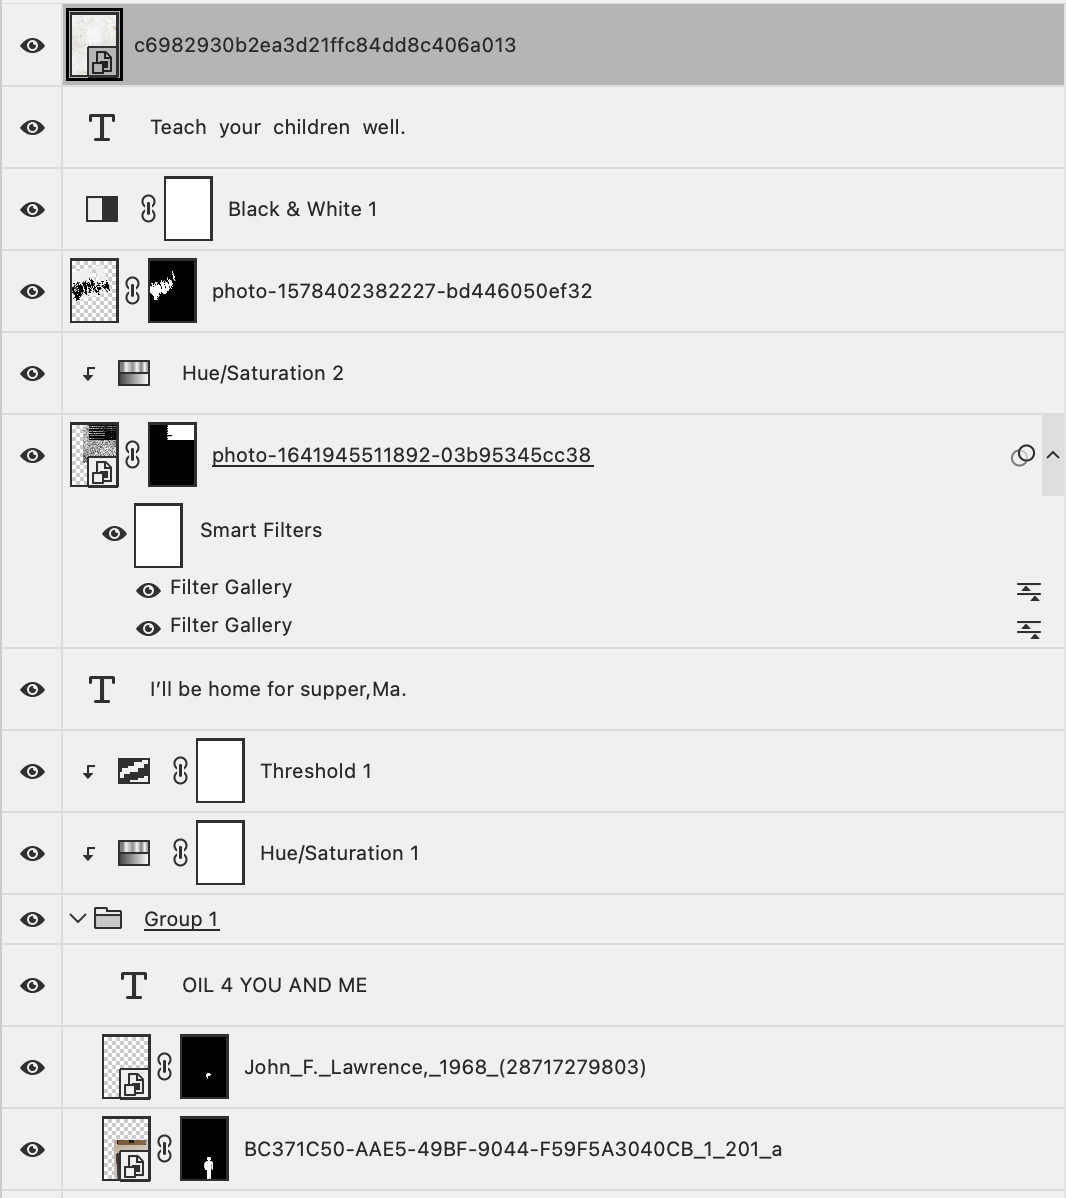 c6982930b2ea3d21ffc84dd8c406a013
Teach your children well.
Black & White 1
photo-1578402382227-bd446050ef32
Hue/Saturation 2
photo-1641945511892-03b95345cc38
Smart Filters
Filter Gallery
Filter Gallery
I’ll be home for supper,Ma.
Threshold 1
Hue/Saturation 1
Group 1
OIL 4 YOU AND ME
John_F._Lawrence,_1968_(28717279803)
BC371C50-AAE5-49BF-9044-F59F5A3040CB_1_201_a